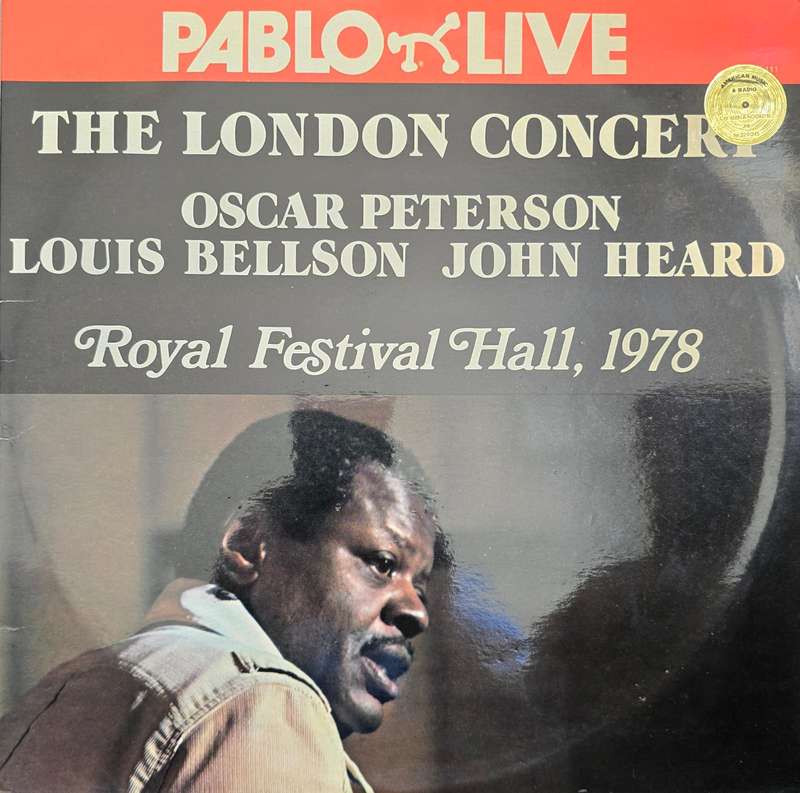 PABLO LIVE
THE LONDON CONCERT
OSCAR PETERSON
LOUIS BELLSON JOHN HEARD
Royal Festival Hall, 1978
AMERICAN MUSIC
& RADIO